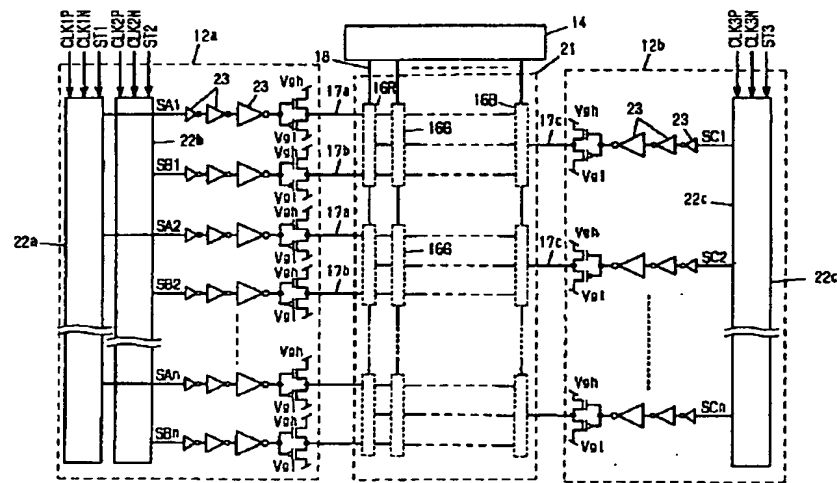 CLK1P
CLK1N
ST1
CLK2P
CLK2N
ST2
12a
14
CLK3P
CLK3N
ST3
23
23
Vgh
18
21
12b
16R
16B
17a
SA1
Vgh
23
23
SC1
16G
17c
22b
Vgl
Vgh
17b
SB1
Vgl
Vgl
22c
Vgh
17a
SA2
22a
Vgl
Vgh
16G
17c
Vgh
SC2
22c
17b
SB2
Vgl
Vgl
Vgh
SAn
Vgh
SCn
Vgl
Vgh
SBn
Vgl
Vgl